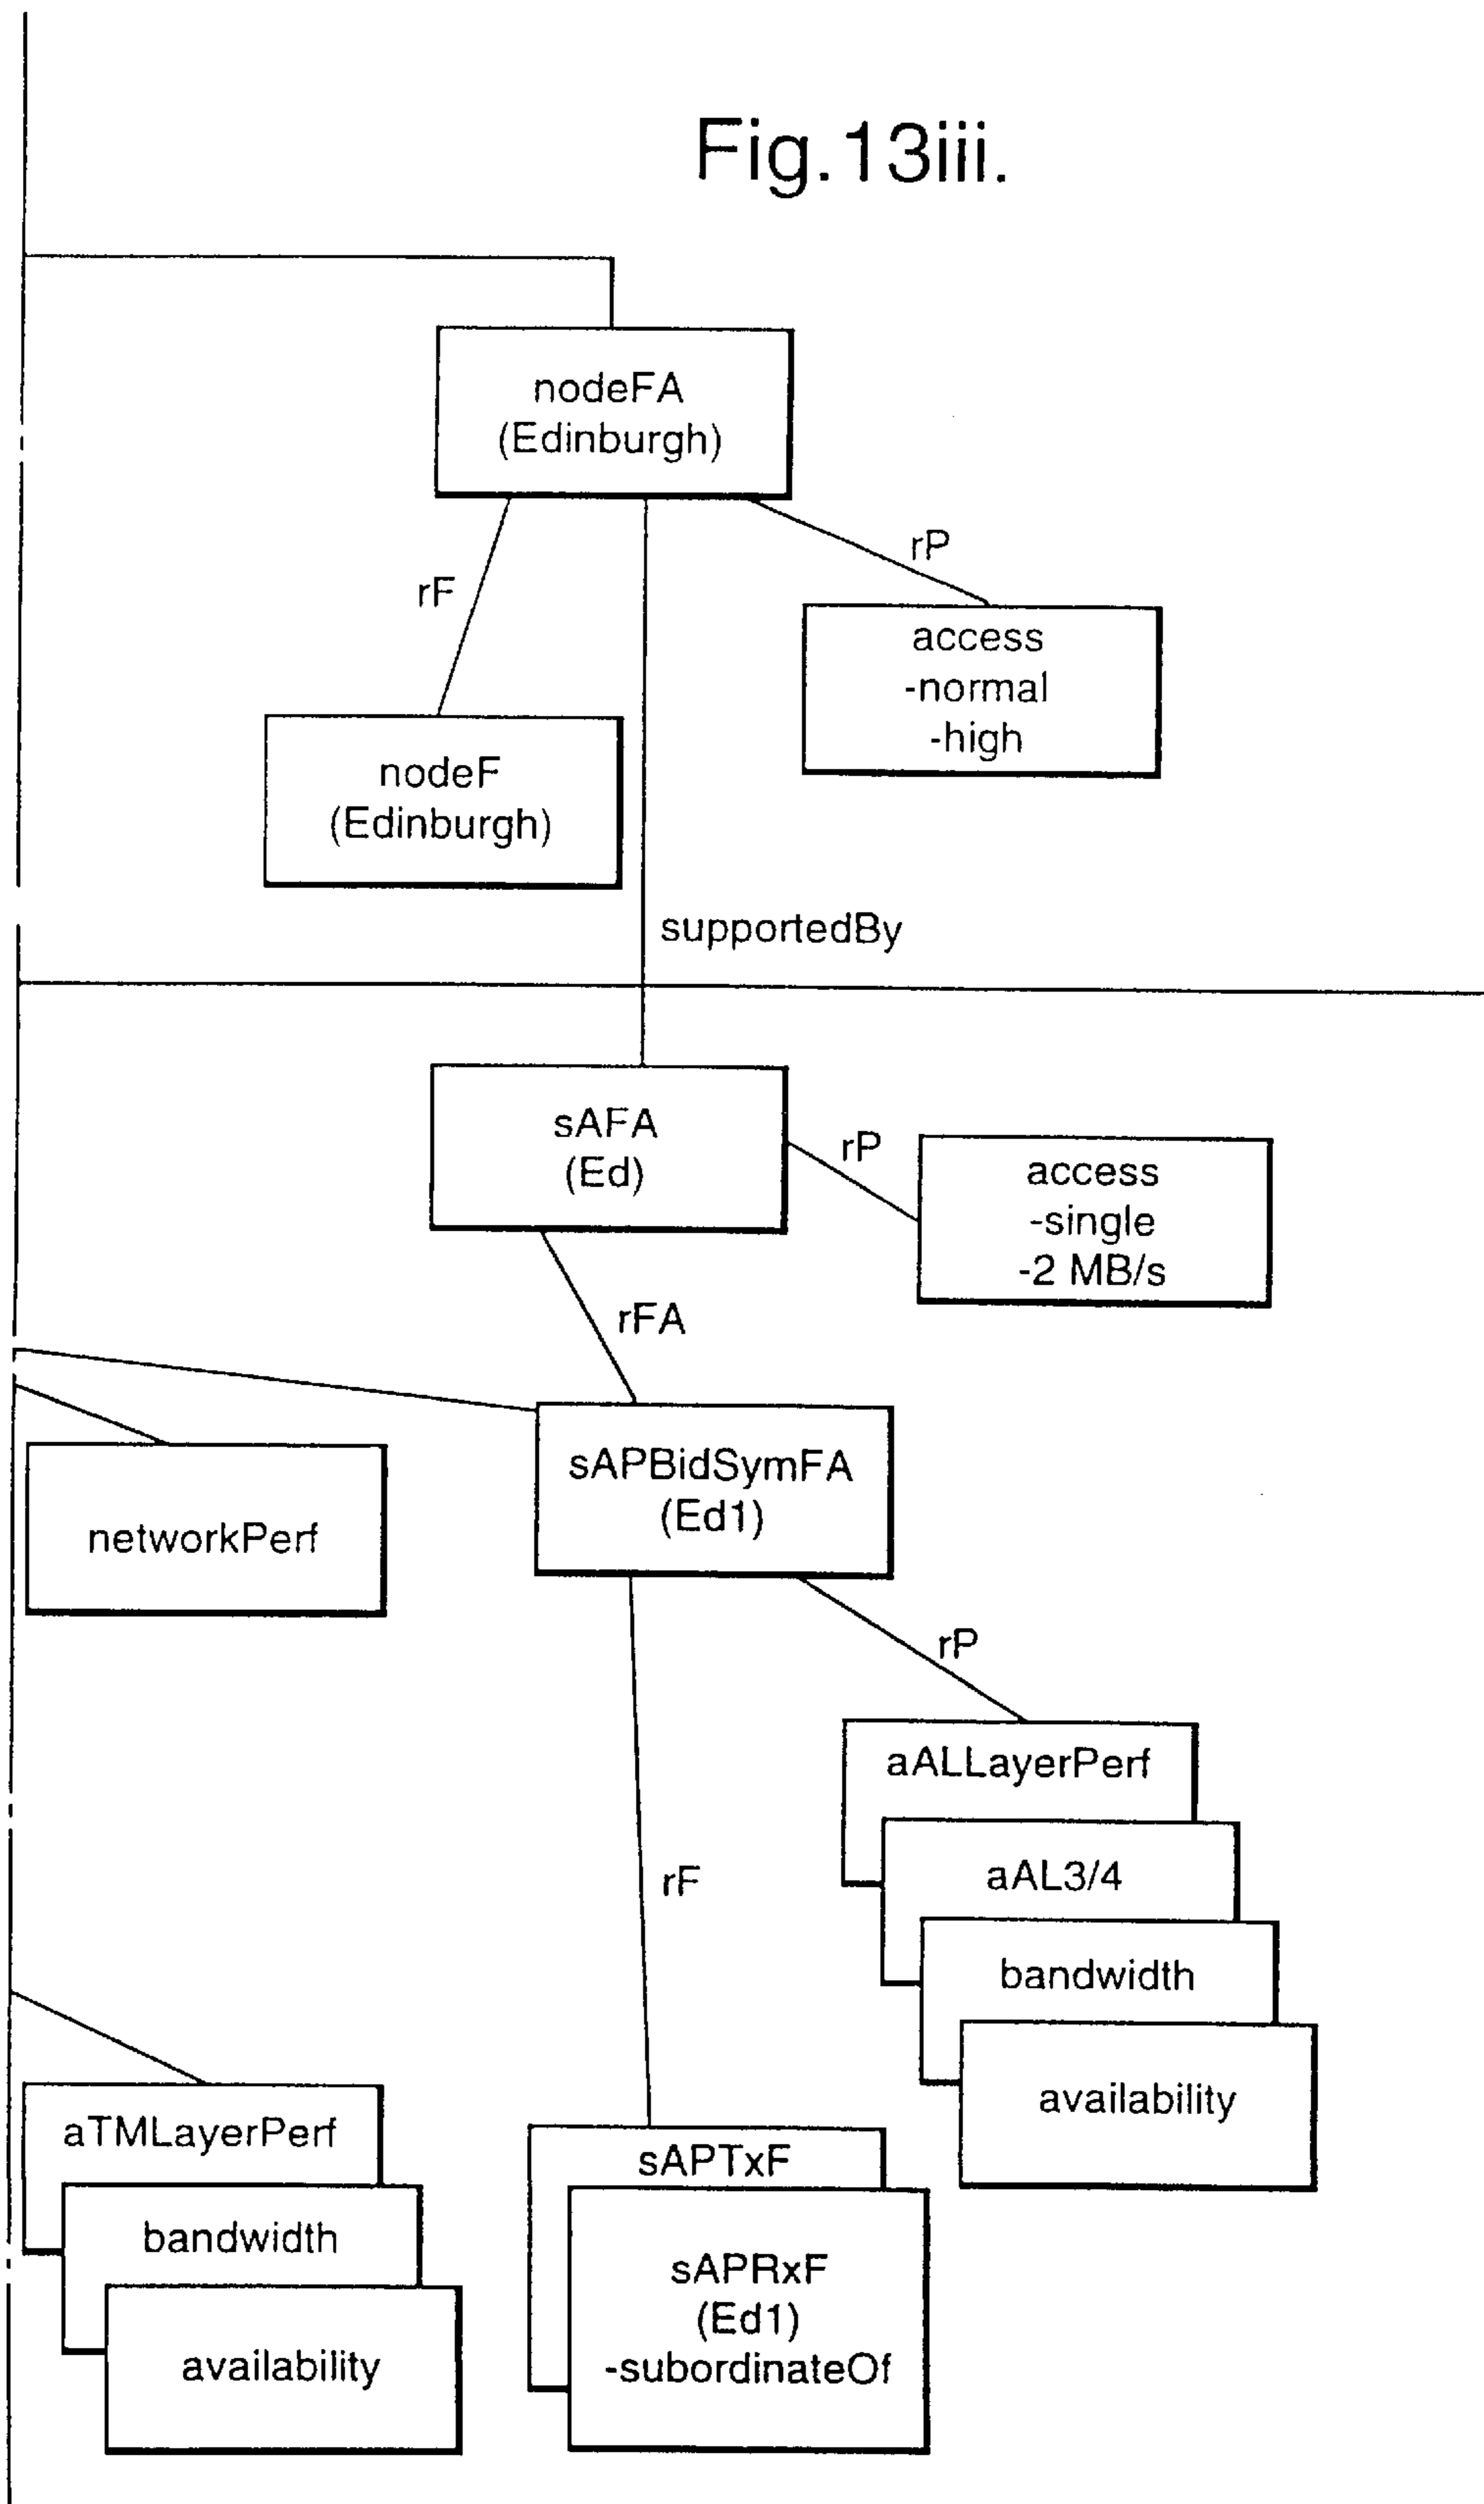 Fig.13iii.
nodeFA
(Edinburgh)
rP
rF
access
-normal
-high
nodeF
(Edinburgh)
supportedBy
sAFA
(Ed)
rP
access
-single
-2 MB/s
rFA
sAPBidSymFA
(Ed1)
networkPerf
rP
aALLayerPerf
rF
aAL3/4
bandwidth
availability
aTMLayerPerf
sAPTxF
bandwidth
sAPRxF
(Ed1)
-subordinateOf
availability